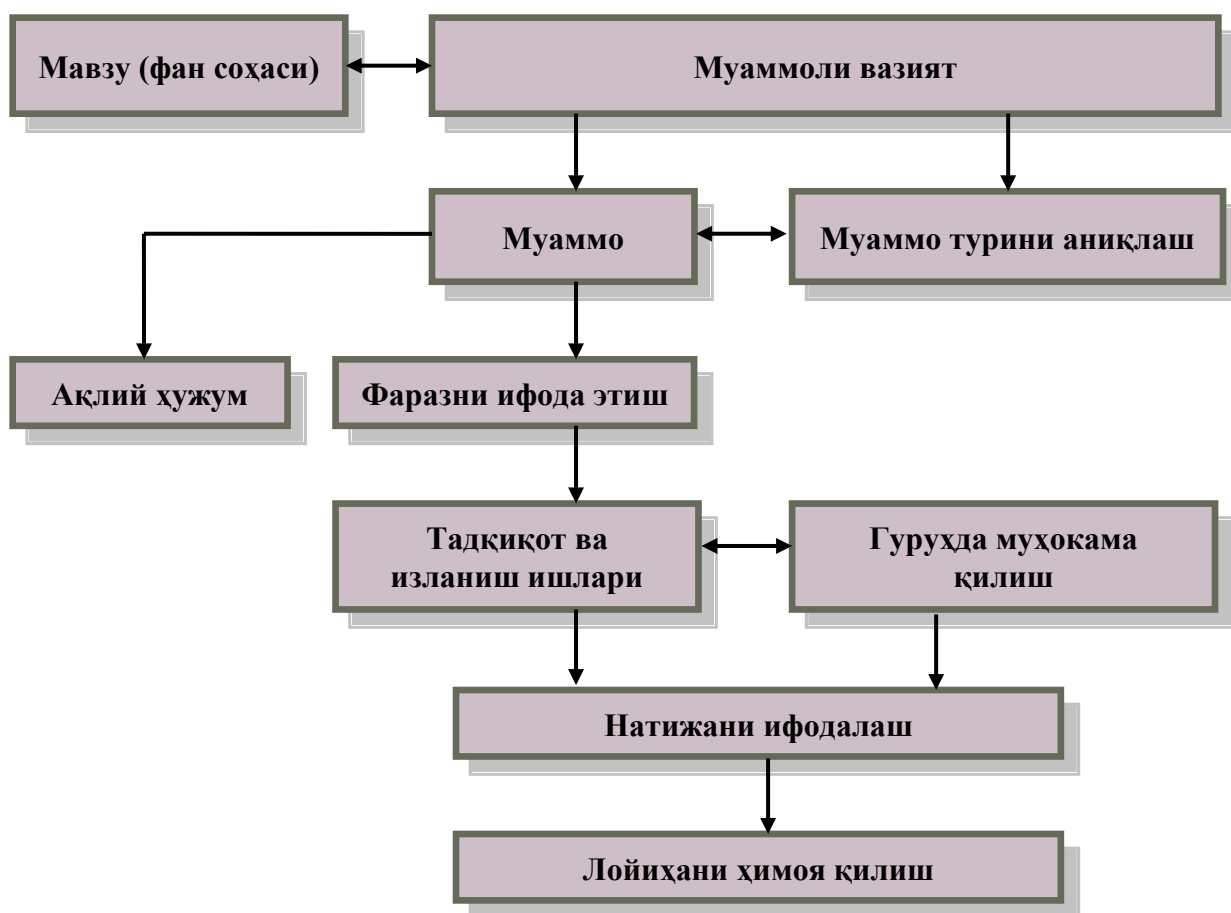 Мавзу (фан соҳаси)
Муаммоли вазият
Муаммо
Муаммо турини аниқлаш
Ақлий ҳужум
Фаразни ифода этиш
Тадқиқот ва
изланиш ишлари
Гуруҳда муҳокама
қилиш
Натижани ифодалаш
Лойиҳани ҳимоя қилиш